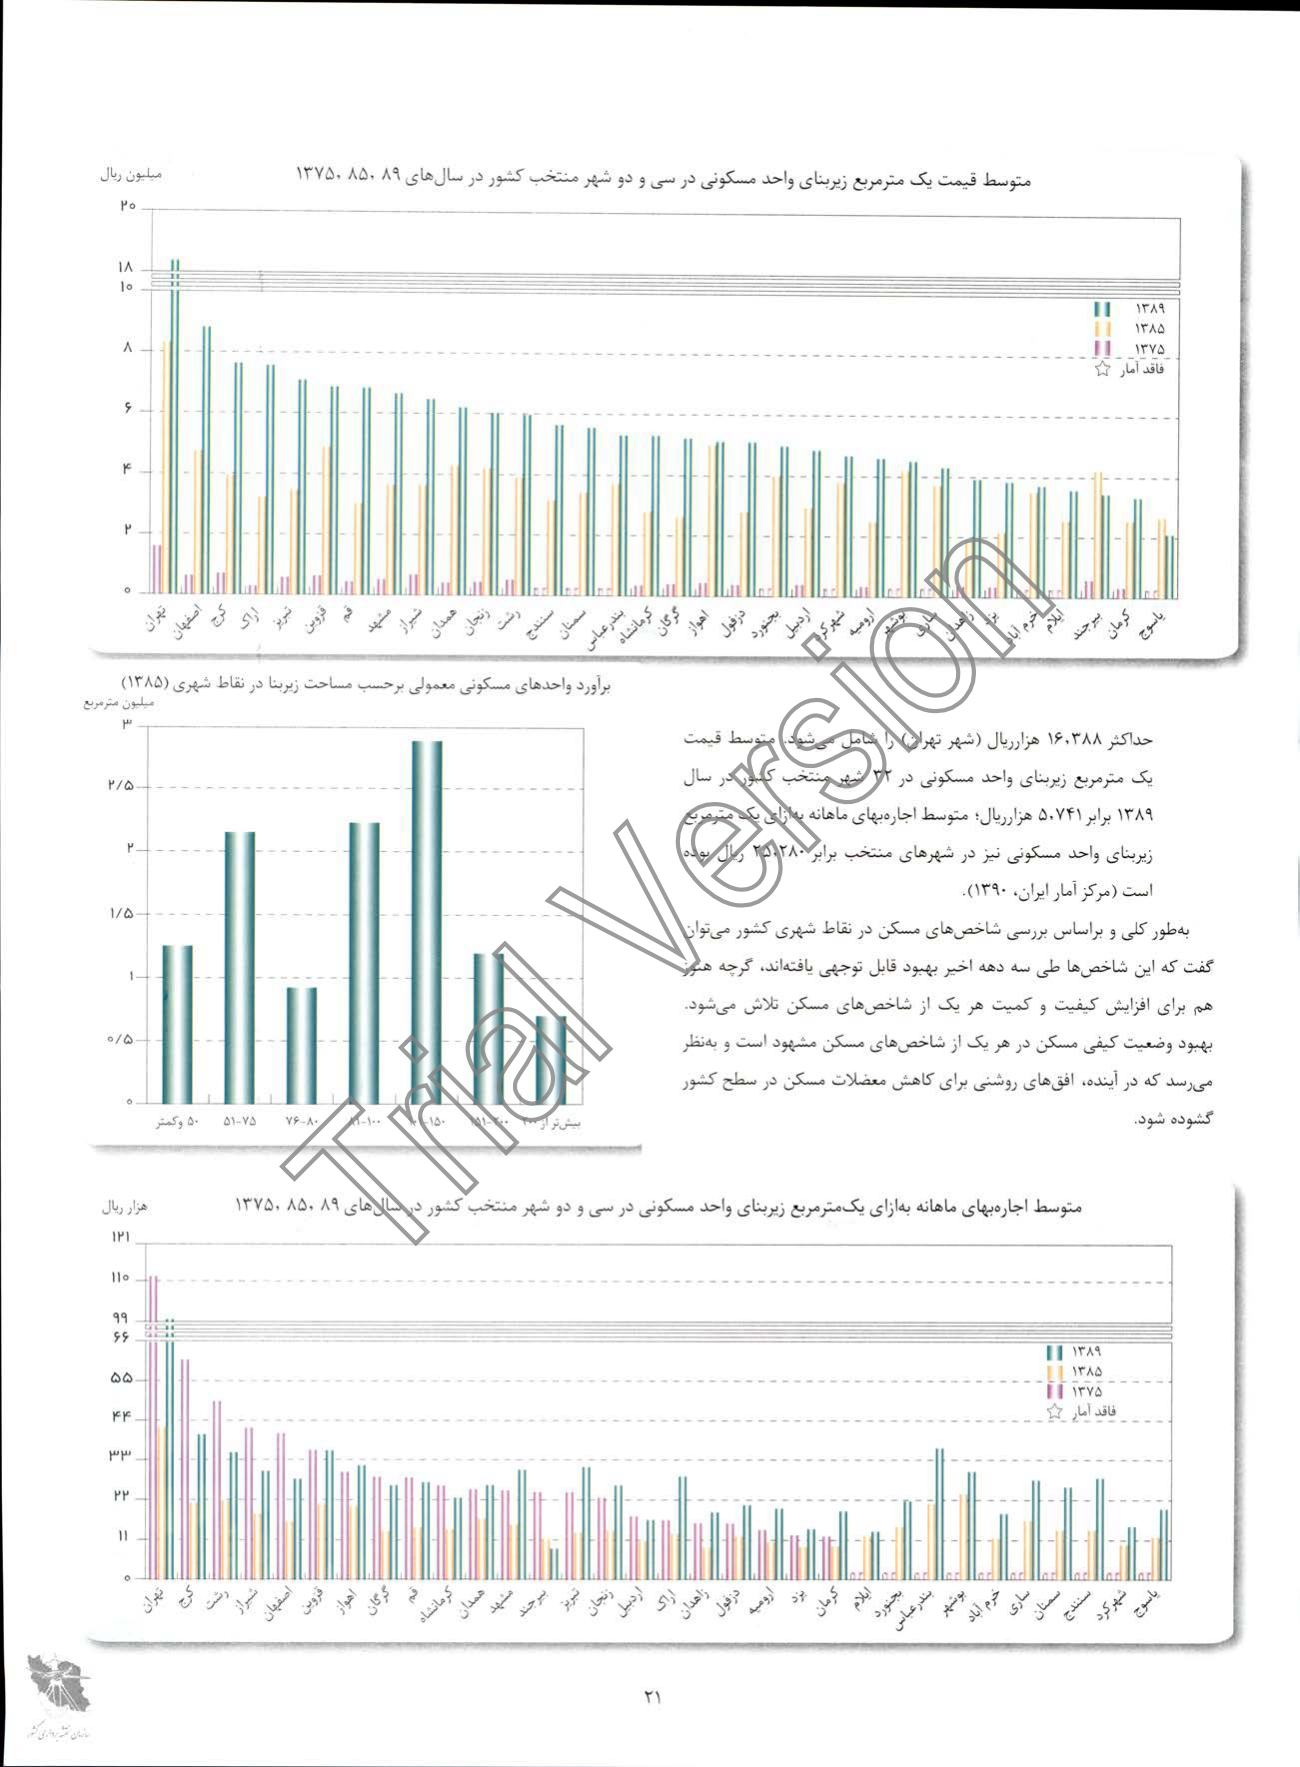 متوسط قیمت یک مترمربع زیربنای واحد مسکونی در سی و دو شهر منتخب کشور در سال‌های ۸۹ ،۸۵ ،۱۳۷۵
میلیون ریال
۲۰
۱۸
۱۰
۸
۶
۴
۲
۰
۱۳۸۹
۱۳۸۵
۱۳۷۵
فاقد آمار
تهران
اصفهان
کرج
اراک
تبریز
قزوین
قم
مشهد
شیراز
همدان
زنجان
رشت
سنندج
سمنان
بندرعباس
کرمانشاه
گرگان
اهواز
دزفول
بجنورد
اردبیل
شهرکرد
ارومیه
بوشهر
ساری
زاهدان
یزد
خرم آباد
ایلام
بیرجند
کرمان
یاسوج
برآورد واحدهای مسکونی معمولی برحسب مساحت زیربنا در نقاط شهری (۱۳۸۵)
میلیون مترمربع
۳
۲/۵
۲
۱/۵
۱
۰/۵
۰
۵۰ وکمتر
۵۱-۷۵
۷۶-۸۰
۸۱-۱۰۰
۱۰۱-۱۵۰
۱۵۱-۲۰۰
بیش‌تر از ۲۰۰
حداکثر ۱۶،۳۸۸ هزارریال (شهر تهران) را شامل می‌شود. متوسط قیمت
یک مترمربع زیربنای واحد مسکونی در ۳۲ شهر منتخب کشور در سال
۱۳۸۹ برابر ۵،۷۴۱ هزارریال؛ متوسط اجاره‌بهای ماهانه به‌ازای یک مترمربع
زیربنای واحد مسکونی نیز در شهرهای منتخب برابر ۲۵،۲۸۰ ریال بوده
است (مرکز آمار ایران، ۱۳۹۰).
به‌طور کلی و براساس بررسی شاخص‌های مسکن در نقاط شهری کشور می‌توان
گفت که این شاخص‌ها طی سه دهه اخیر بهبود قابل توجهی یافته‌اند، گرچه هنوز
هم برای افزایش کیفیت و کمیت هر یک از شاخص‌های مسکن تلاش می‌شود.
بهبود وضعیت کیفی مسکن در هر یک از شاخص‌های مسکن مشهود است و به‌نظر
می‌رسد که در آینده، افق‌های روشنی برای کاهش معضلات مسکن در سطح کشور
گشوده شود.
متوسط اجاره‌بهای ماهانه به‌ازای یک‌مترمربع زیربنای واحد مسکونی در سی و دو شهر منتخب کشور در سال‌های ۸۹ ،۸۵ ،۱۳۷۵
هزار ریال
۱۲۱
۱۱۰
۹۹
۶۶
۵۵
۴۴
۳۳
۲۲
۱۱
۰
۱۳۸۹
۱۳۸۵
۱۳۷۵
فاقد آمار
تهران
کرج
رشت
شیراز
اصفهان
قزوین
اهواز
گرگان
قم
کرمانشاه
همدان
مشهد
بیرجند
تبریز
زنجان
اردبیل
اراک
زاهدان
دزفول
ارومیه
یزد
کرمان
ایلام
بجنورد
بندرعباس
بوشهر
خرم آباد
ساری
سمنان
سنندج
شهرکرد
یاسوج
۲۱
سازمان نقشه‌برداری کشور
Trial Version